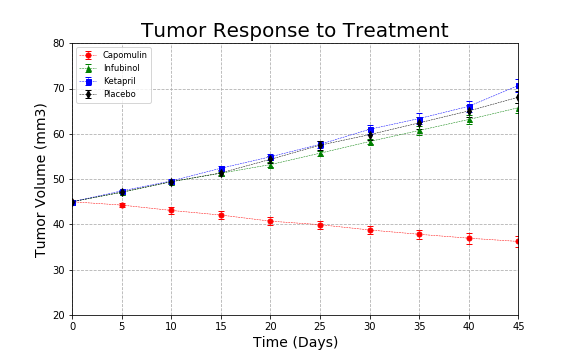 Tumor Response to Treatment
Capomulin
Infubinol
Ketapril
Placebo
Tumor Volume (mm3)
80
70
60
50
40
30
20
0 5 10 15 20 25 30 35 40 45
Time (Days)